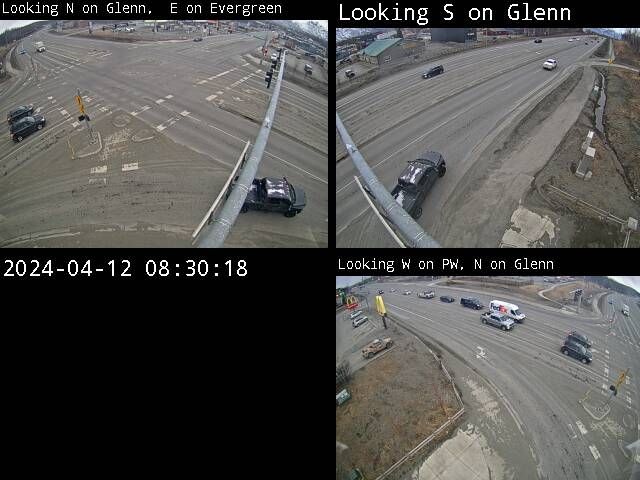 Looking N on Glenn, E on Evergreen
Looking S on Glenn
2024-04-12 08:30:18
Looking W on PW, N on Glenn
FedEx